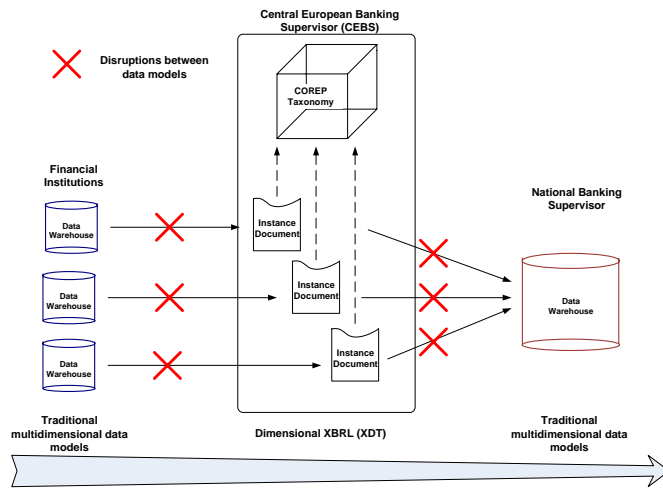 Central European Banking
Supervisor (CEBS)
Disruptions between
data models
COREP
Taxonomy
Financial
Institutions
National Banking
Supervisor
Data
Warehouse
Instance
Document
Data
Warehouse
Instance
Document
Data
Warehouse
Data
Warehouse
Instance
Document
Traditional
multidimensional data
models
Dimensional XBRL (XDT)
Traditional
multidimensional data
models